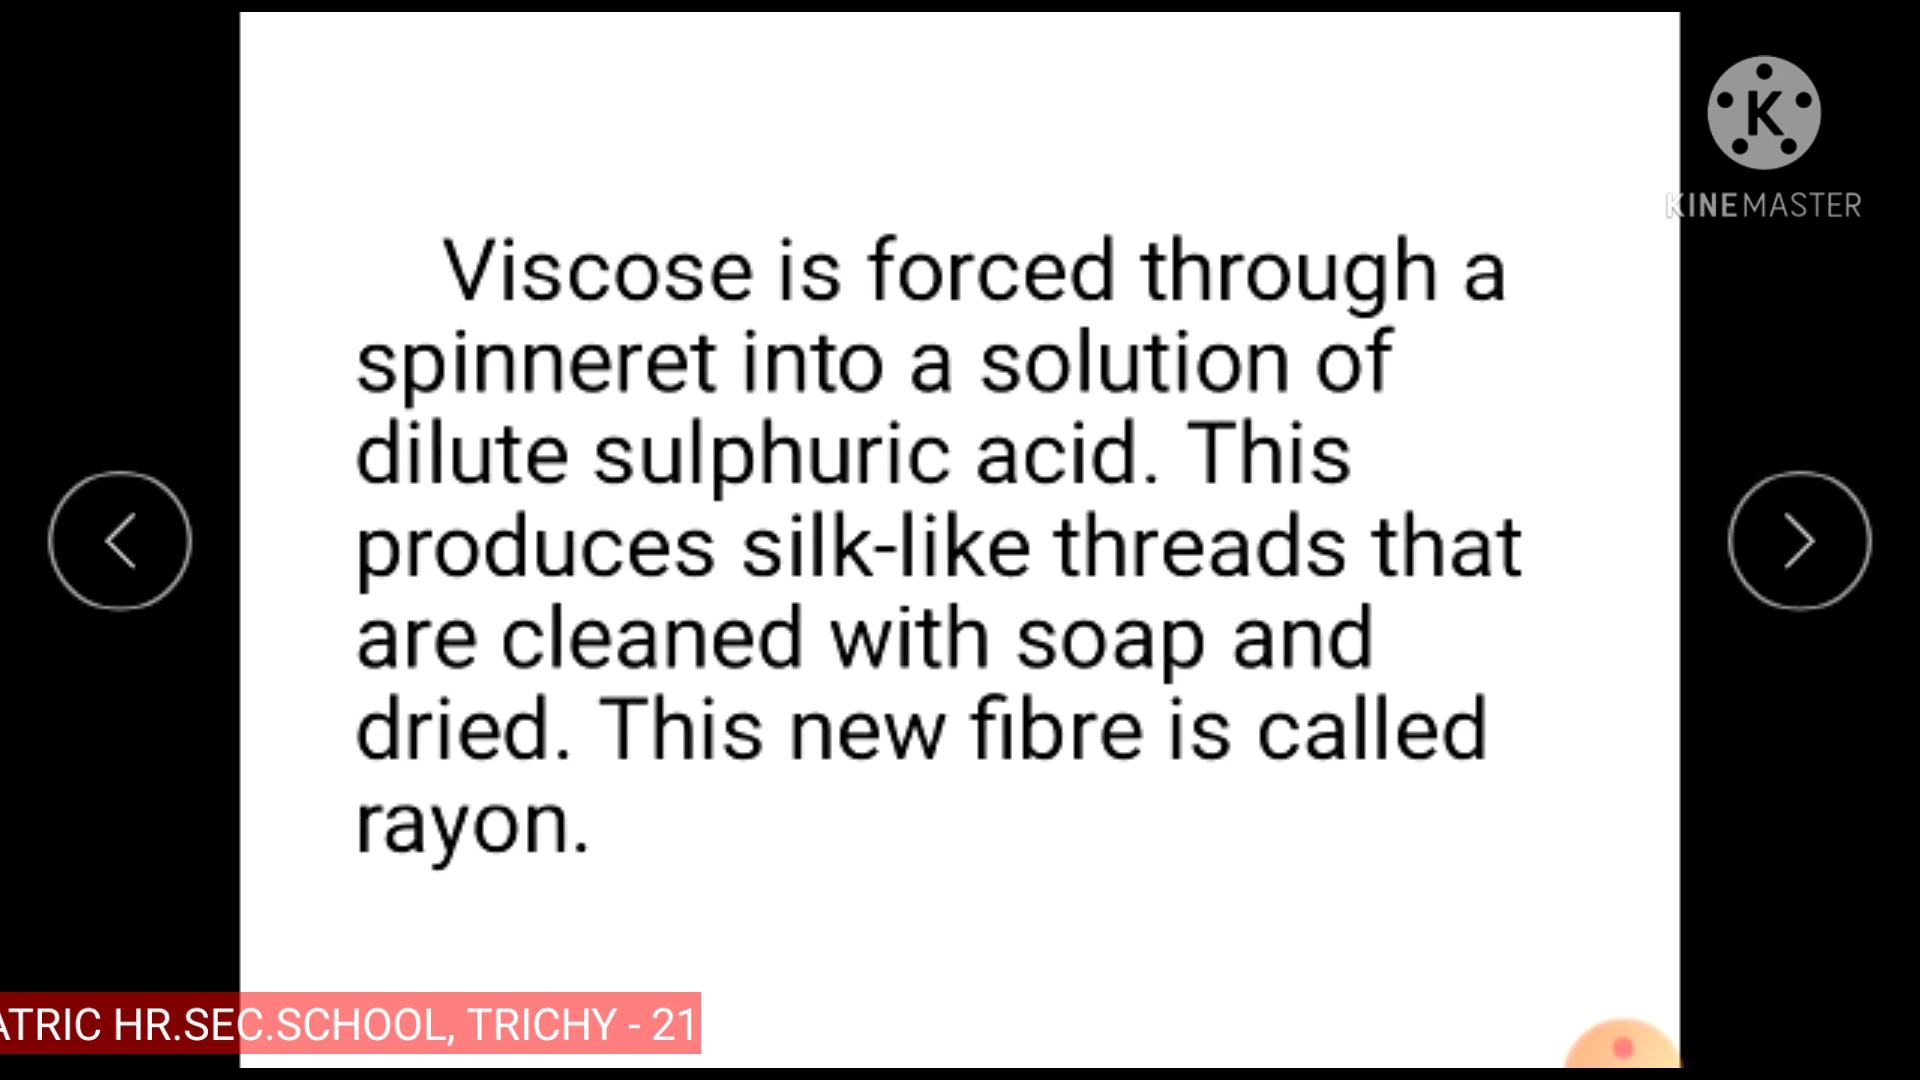 K
KINEMASTER
Viscose is forced through a
spinneret into a solution of
dilute sulphuric acid. This
produces silk-like threads that
are cleaned with soap and
dried. This new fibre is called
rayon.
HR.SEC.SCHOOL, TRICHY - 21